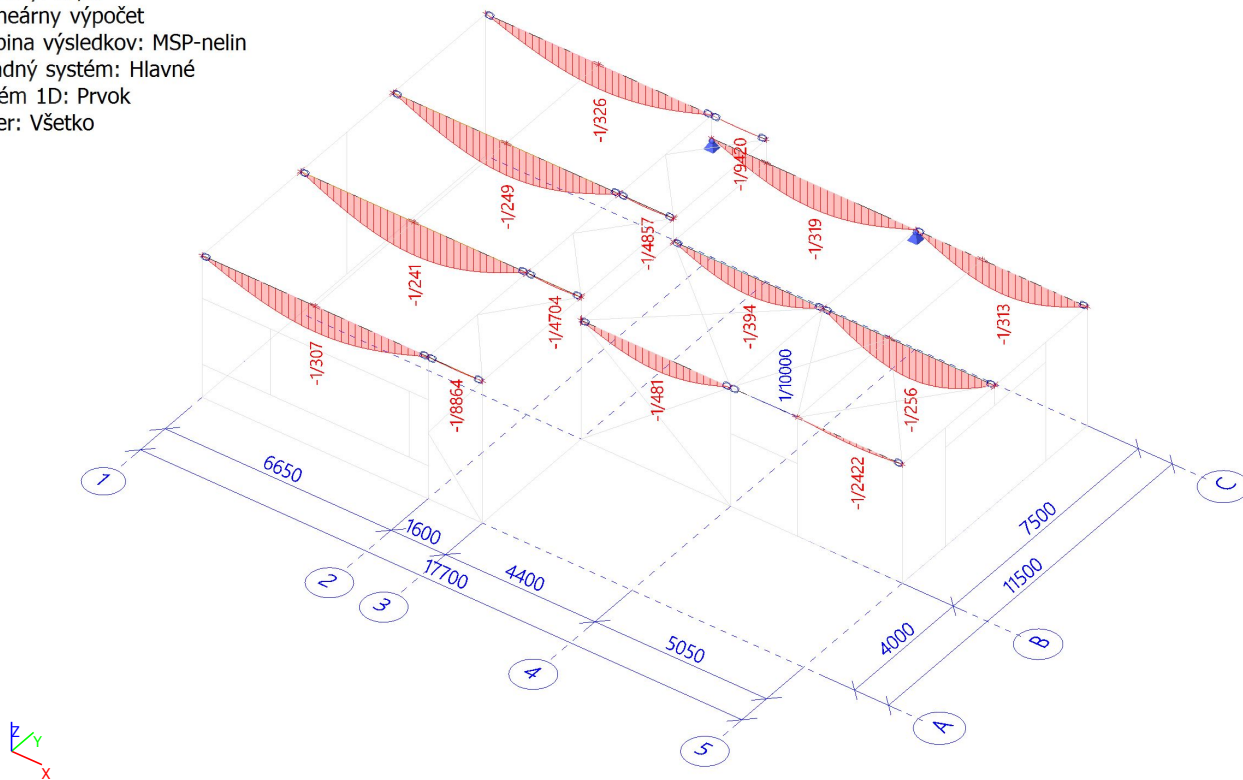 neárny výpočet
pina výsledkov: MSP-nelin
adný systém: Hlavné
ém 1D: Prvok
er: Všetko
-1/326
-1/9420
-1/249
-1/4857
-1/319
-1/241
-1/4704
-1/394
-1/313
-1/307
-1/8864
-1/481
1/10000
-1/256
-1/2422
6650
1600
17700
4400
5050
7500
11500
4000
1
2
3
4
5
A
B
C
Z
Y
X